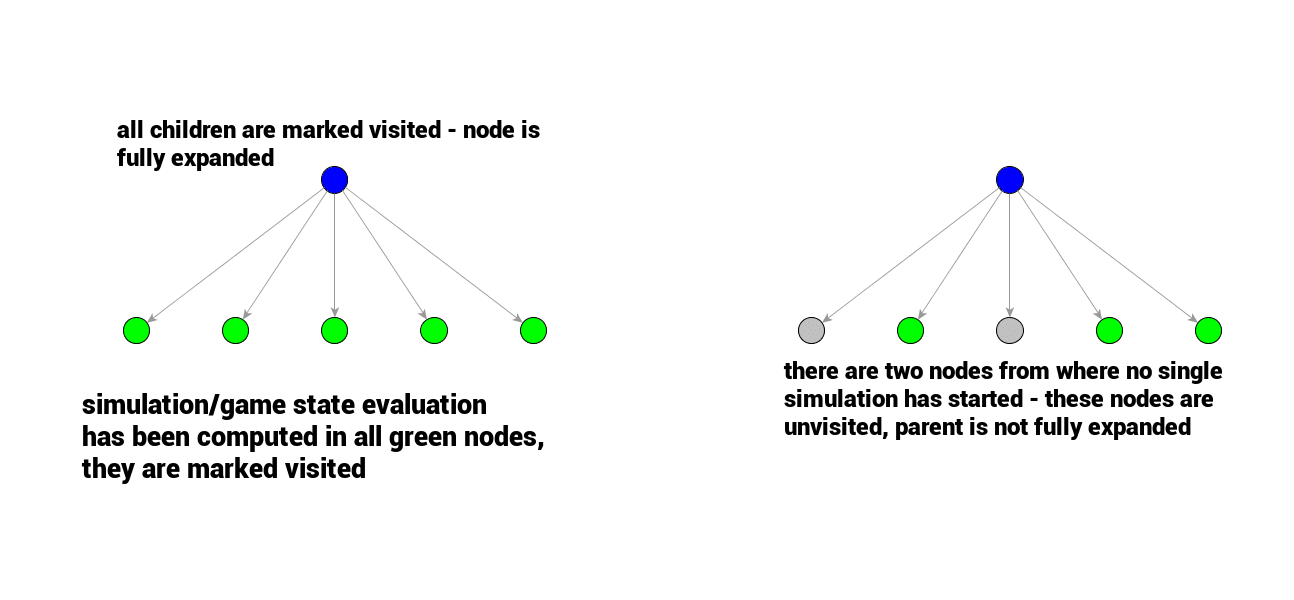 all children are marked visited - node is
fully expanded
simulation/game state evaluation
has been computed in all green nodes,
they are marked visited
there are two nodes from where no single
simulation has started - these nodes are
unvisited, parent is not fully expanded